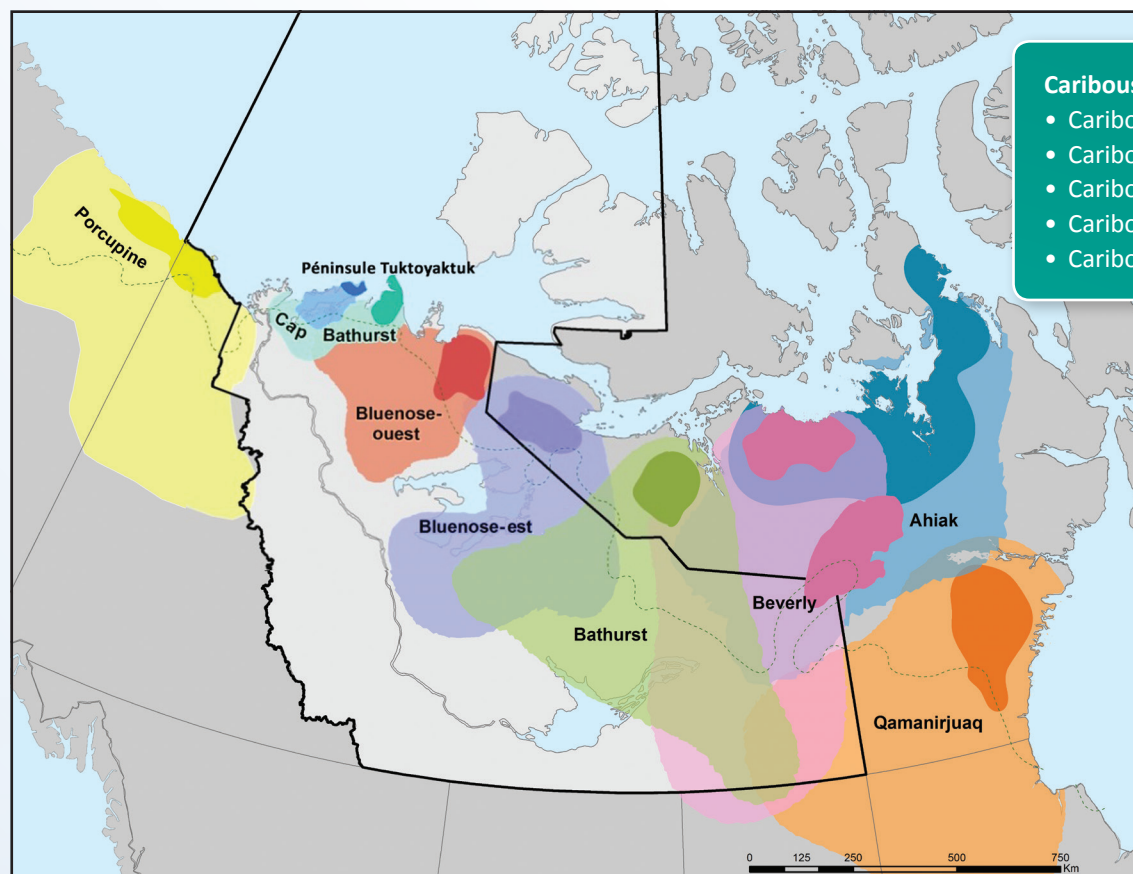 Caribous
• Caribo
• Caribo
• Caribo
• Caribo
• Caribo
Porcupine
Péninsule Tuktoyaktuk
Cap
Bathurst
Bluenose-
ouest
Bluenose-est
Ahiak
Beverly
Bathurst
Qamanirjuaq
0 125 250 500 750
Km